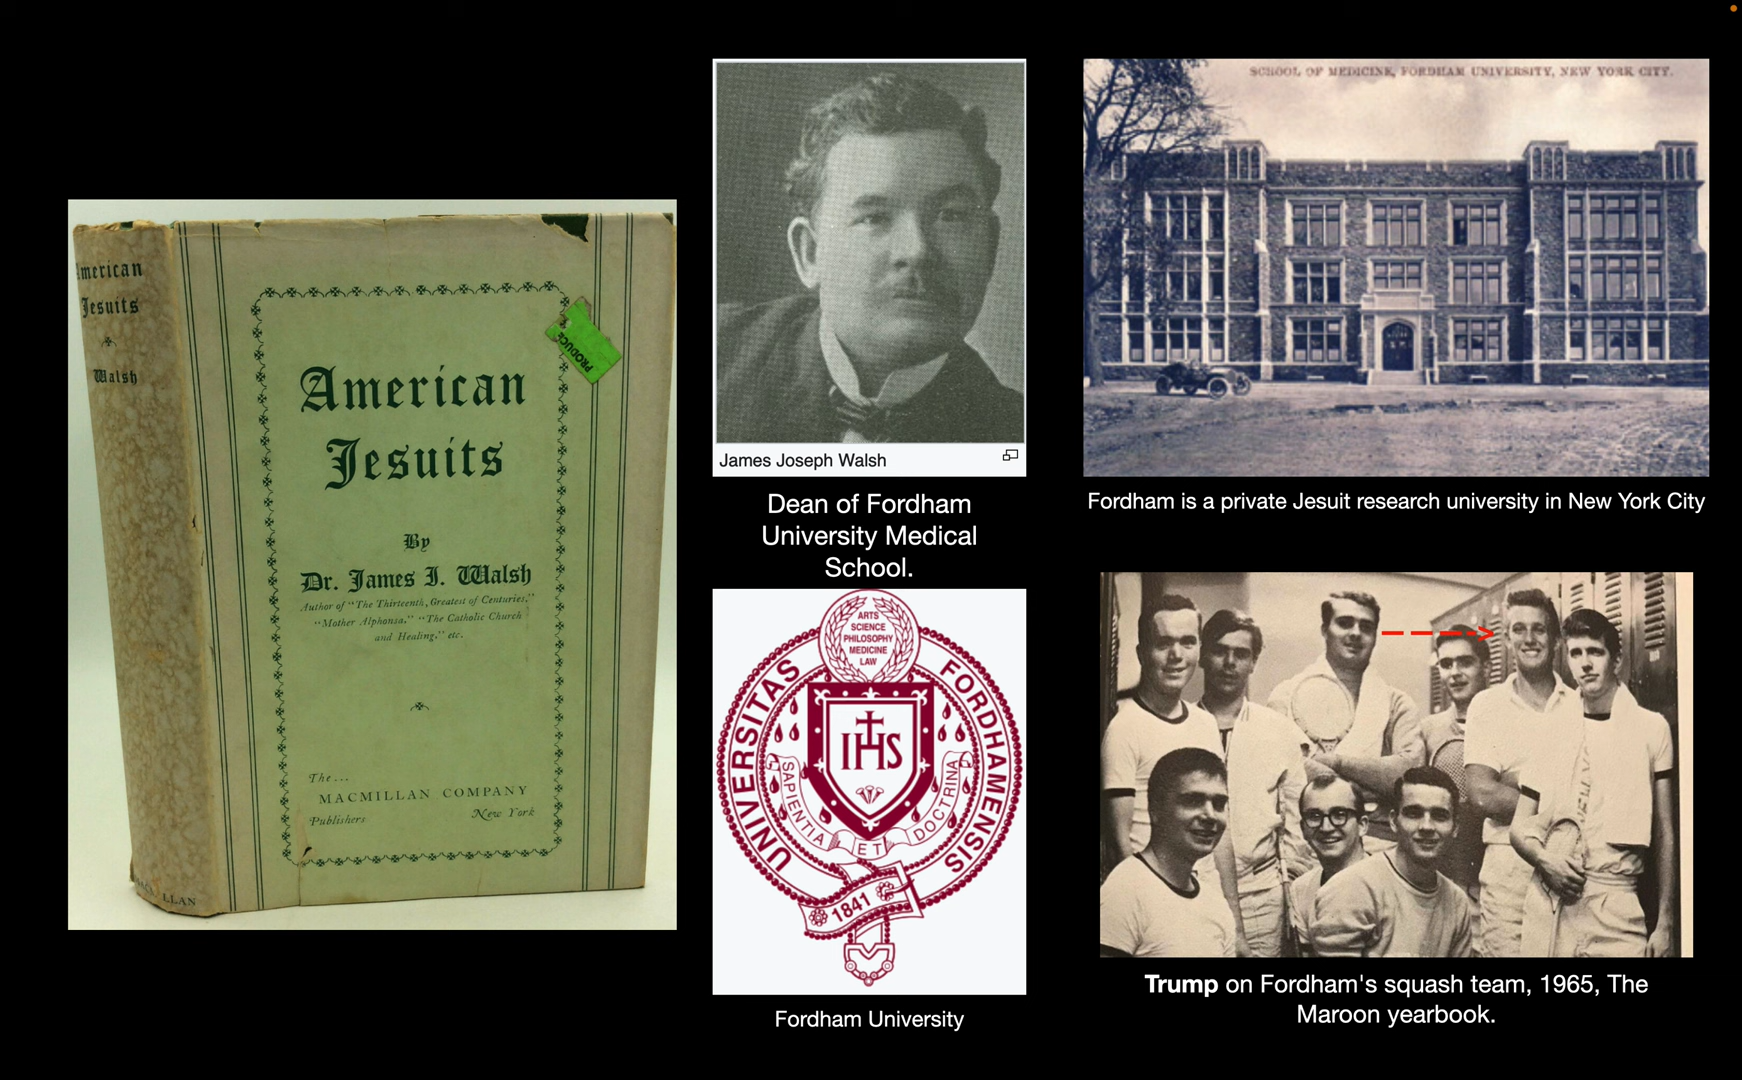 American
Jesuits
Walsh
American
Jesuits
By
Dr. James J. Walsh
Author of "The Thirteenth, Greatest of Centuries,"
"Mother Alphonsa," "The Catholic Church
and Healing," etc.
The...
MACMILLAN COMPANY
Publishers
New York
PRODUCE
James Joseph Walsh
Dean of Fordham
University Medical
School.
ARTS
SCIENCE
PHILOSOPHY
MEDICINE
LAW
UNIVERSITAS FORDHAMENSIS
IHS
SAPIENTIA ET DOCTRINA
1841
Fordham University
SCHOOL OF MEDICINE, FORDHAM UNIVERSITY, NEW YORK CITY.
Fordham is a private Jesuit research university in New York City
Trump on Fordham's squash team, 1965, The
Maroon yearbook.